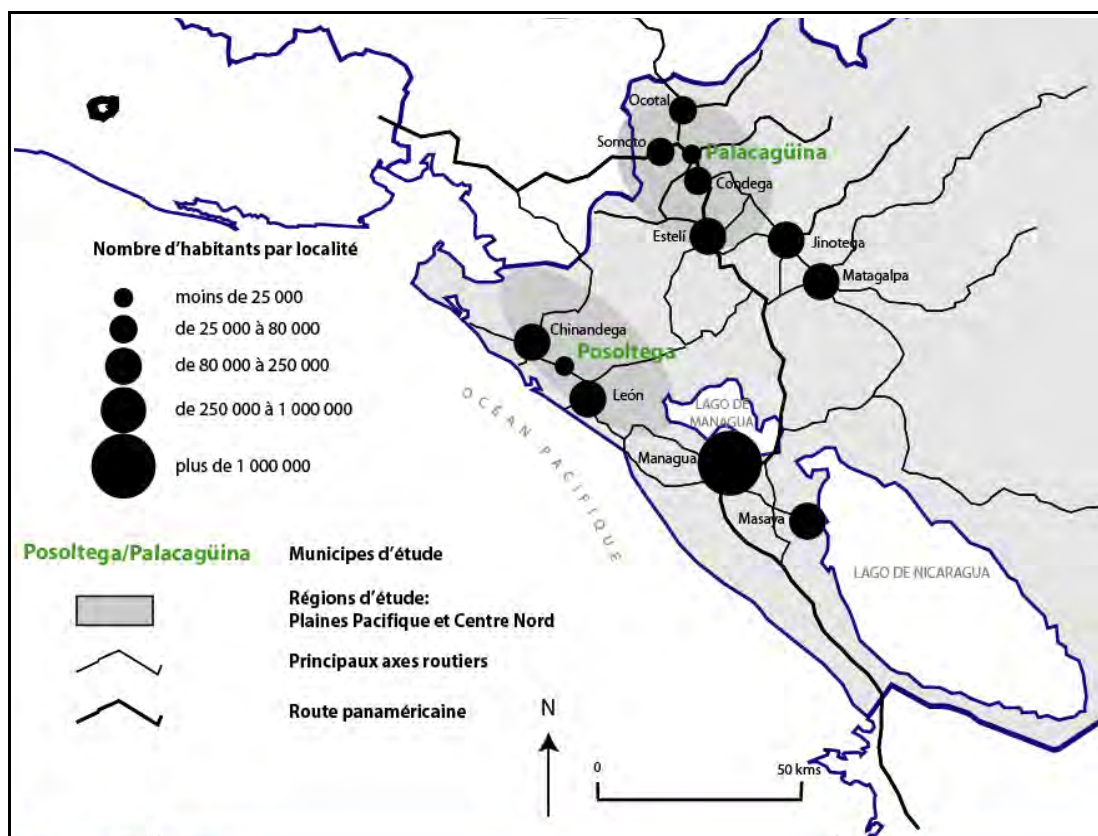 Ocotal
Somoto
Palacagüina
Condega
Estelí
Jinotega
Matagalpa
Nombre d'habitants par localité
moins de 25 000
de 25 000 à 80 000
de 80 000 à 250 000
de 250 000 à 1 000 000
plus de 1 000 000
Chinandega
Posoltega
León
OCÉAN PACIFIQUE
LAGO DE
MANAGUA
Managua
Masaya
LAGO DE NICARAGUA
Posoltega/Palacagüina
Municipes d'étude
Régions d'étude:
Plaines Pacifique et Centre Nord
Principaux axes routiers
Route panaméricaine
N
0
50 kms